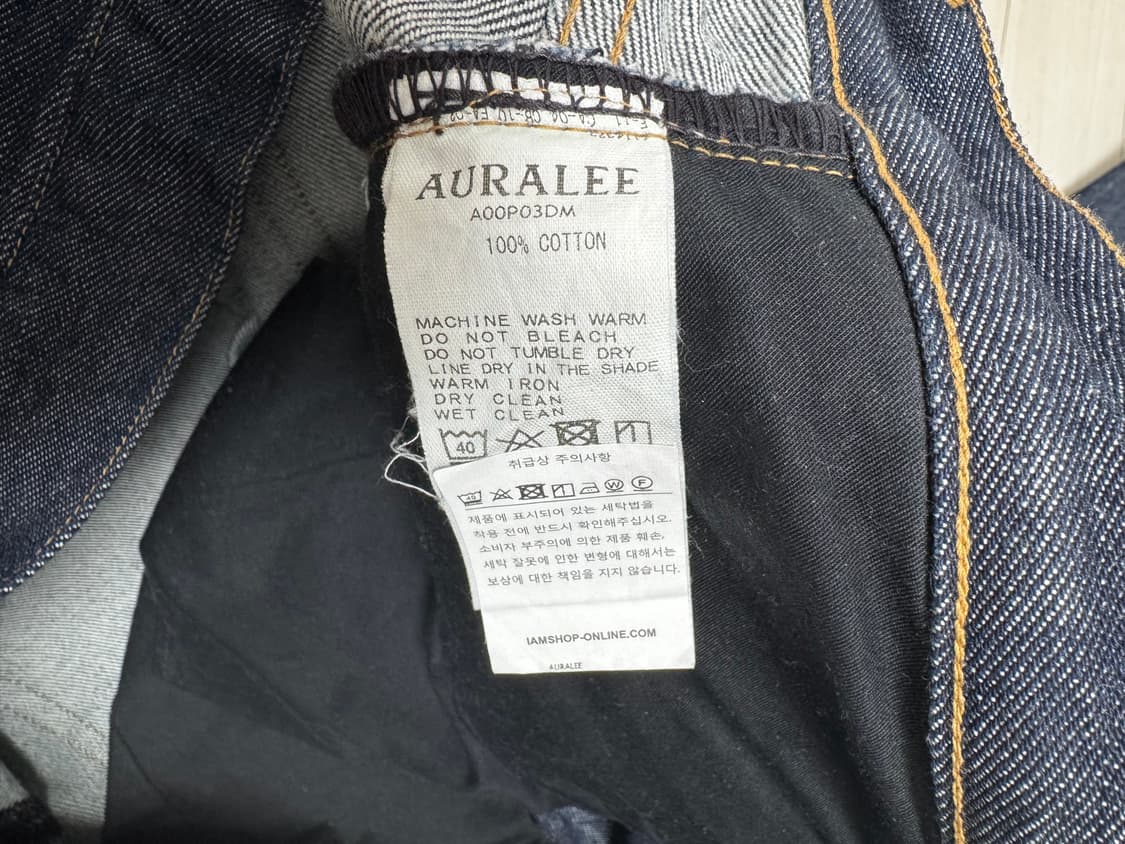 AURALEE
A00P03DM
100% COTTON
MACHINE WASH WARM
DO NOT BLEACH
DO NOT TUMBLE DRY
LINE DRY IN THE SHADE
WARM IRON
DRY CLEAN
WET CLEAN
40
취급상 주의사항
40 W F
제품에 표시되어 있는 세탁법을
착용 전에 반드시 확인해주십시오.
소비자 부주의에 의한 제품 훼손,
세탁 잘못에 인한 변형에 대해서는
보상에 대한 책임을 지지 않습니다.
IAMSHOP-ONLINE.COM
AURALEE